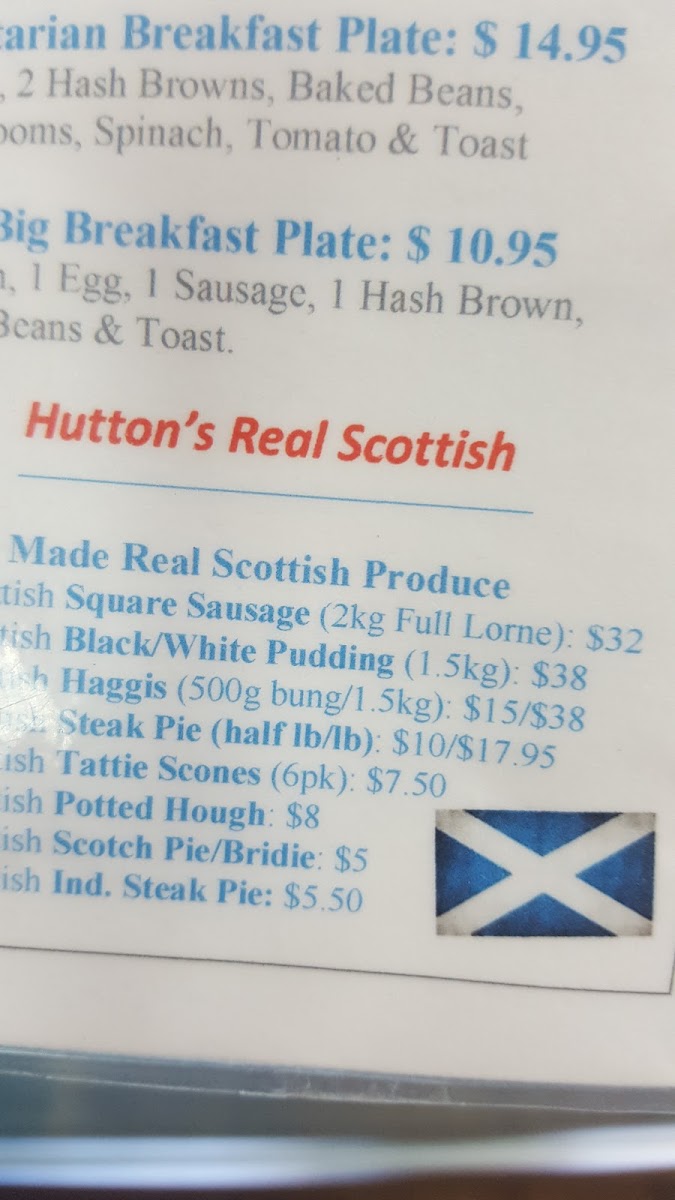 arian Breakfast Plate: $ 14.95
, 2 Hash Browns, Baked Beans,
ooms, Spinach, Tomato & Toast
Big Breakfast Plate: $ 10.95
, 1 Egg, 1 Sausage, 1 Hash Brown,
Beans & Toast.
Hutton's Real Scottish
Made Real Scottish Produce
tish Square Sausage (2kg Full Lorne): $32
tish Black/White Pudding (1.5kg): $38
ish Haggis (500g bung/1.5kg): $15/$38
ish Steak Pie (half lb/lb): $10/$17.95
ish Tattie Scones (6pk): $7.50
ish Potted Hough: $8
ish Scotch Pie/Bridie: $5
ish Ind. Steak Pie: $5.50